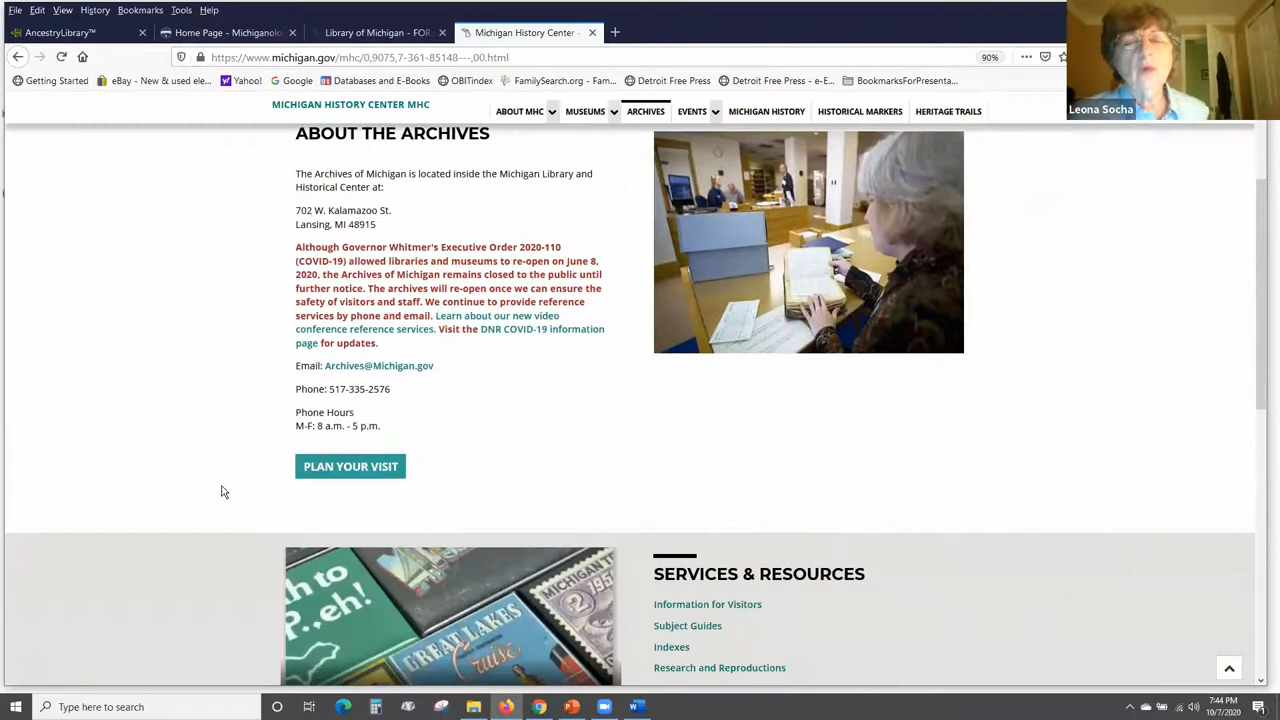 File Edit View History Bookmarks Tools Help
AncestryLibrary™
Home Page - Michiganolo
Library of Michigan - FOR
Michigan History Center -
https://www.michigan.gov/mhc/0,9075,7-361-85148---,00.html
90%
Getting Started
eBay - New & used ele...
Yahoo!
Google
Databases and E-Books
OBITindex
FamilySearch.org - Fam...
Detroit Free Press
Detroit Free Press - e-E...
BookmarksForPresenta...
Leona Socha
MICHIGAN HISTORY CENTER MHC
ABOUT MHC
MUSEUMS
ARCHIVES
EVENTS
MICHIGAN HISTORY
HISTORICAL MARKERS
HERITAGE TRAILS
ABOUT THE ARCHIVES
The Archives of Michigan is located inside the Michigan Library and
Historical Center at:
702 W. Kalamazoo St.
Lansing, MI 48915
Although Governor Whitmer's Executive Order 2020-110
(COVID-19) allowed libraries and museums to re-open on June 8,
2020, the Archives of Michigan remains closed to the public until
further notice. The archives will re-open once we can ensure the
safety of visitors and staff. We continue to provide reference
services by phone and email. Learn about our new video
conference reference services. Visit the DNR COVID-19 information
page for updates.
Email: Archives@Michigan.gov
Phone: 517-335-2576
Phone Hours
M-F: 8 a.m. - 5 p.m.
PLAN YOUR VISIT
h to
P..eh!
GREAT LAKES
Cruise
MICHIGAN
195
SERVICES & RESOURCES
Information for Visitors
Subject Guides
Indexes
Research and Reproductions
Type here to search
7:44 PM
10/7/2020